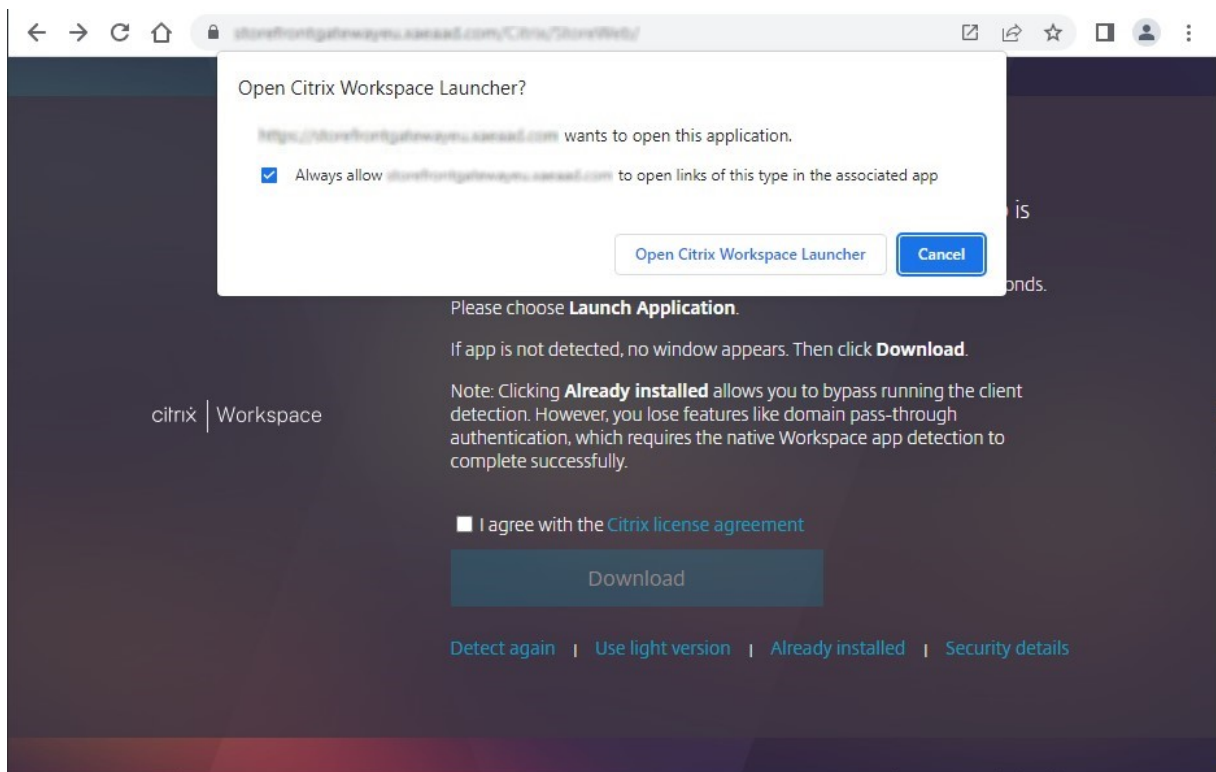 Open Citrix Workspace Launcher?
wants to open this application.
Always allow to open links of this type in the associated app
is
Open Citrix Workspace Launcher
Cancel
onds.
Please choose Launch Application.
If app is not detected, no window appears. Then click Download.
Note: Clicking Already installed allows you to bypass running the client
detection. However, you lose features like domain pass-through
authentication, which requires the native Workspace app detection to
complete successfully.
citrix | Workspace
I agree with the Citrix license agreement
Download
Detect again | Use light version | Already installed | Security details